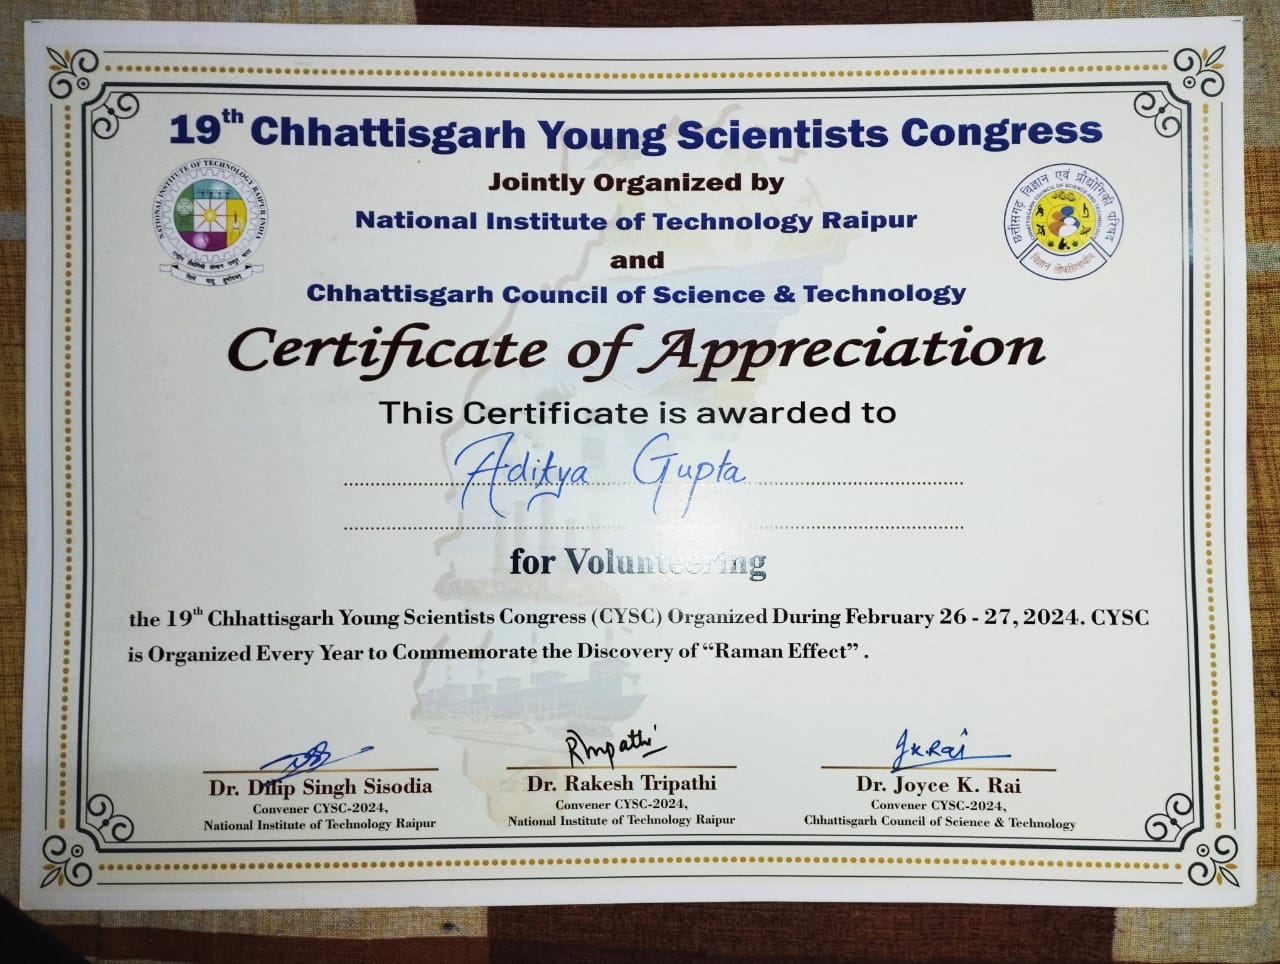 19th Chhattisgarh Young Scientists Congress
Jointly Organized by
National Institute of Technology Raipur
and
Chhattisgarh Council of Science & Technology
NATIONAL INSTITUTE OF TECHNOLOGY RAIPUR INDIA
छत्तीसगढ़ विज्ञान एवं प्रौद्योगिकी परिषद
CHHATTISGARH COUNCIL OF SCIENCE AND TECHNOLOGY
विज्ञानं लोकहिताय
Certificate of Appreciation
This Certificate is awarded to
Aditya Gupta
for Volunteering
the 19th Chhattisgarh Young Scientists Congress (CYSC) Organized During February 26 - 27, 2024. CYSC
is Organized Every Year to Commemorate the Discovery of “Raman Effect” .
RMpathi
J.K.Rai
Dr. Dilip Singh Sisodia
Convener CYSC-2024,
National Institute of Technology Raipur
Dr. Rakesh Tripathi
Convener CYSC-2024,
National Institute of Technology Raipur
Dr. Joyce K. Rai
Convener CYSC-2024,
Chhattisgarh Council of Science & Technology